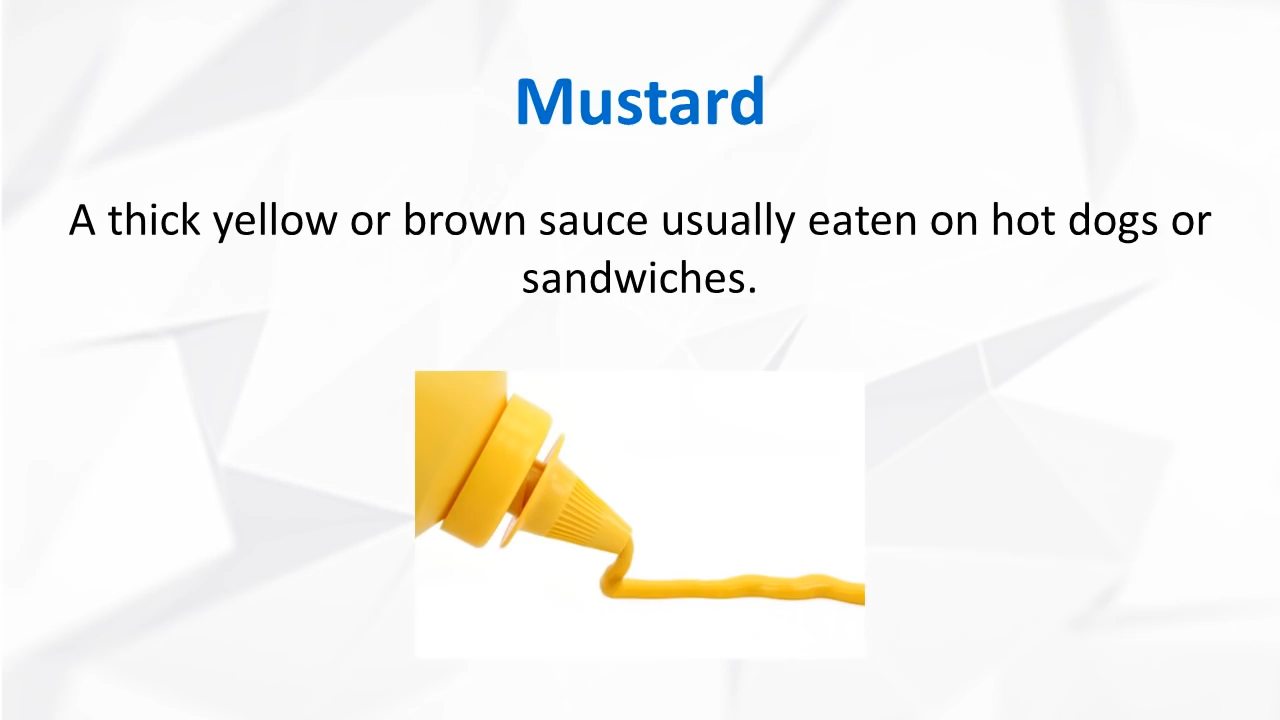 Mustard
A thick yellow or brown sauce usually eaten on hot dogs or
sandwiches.